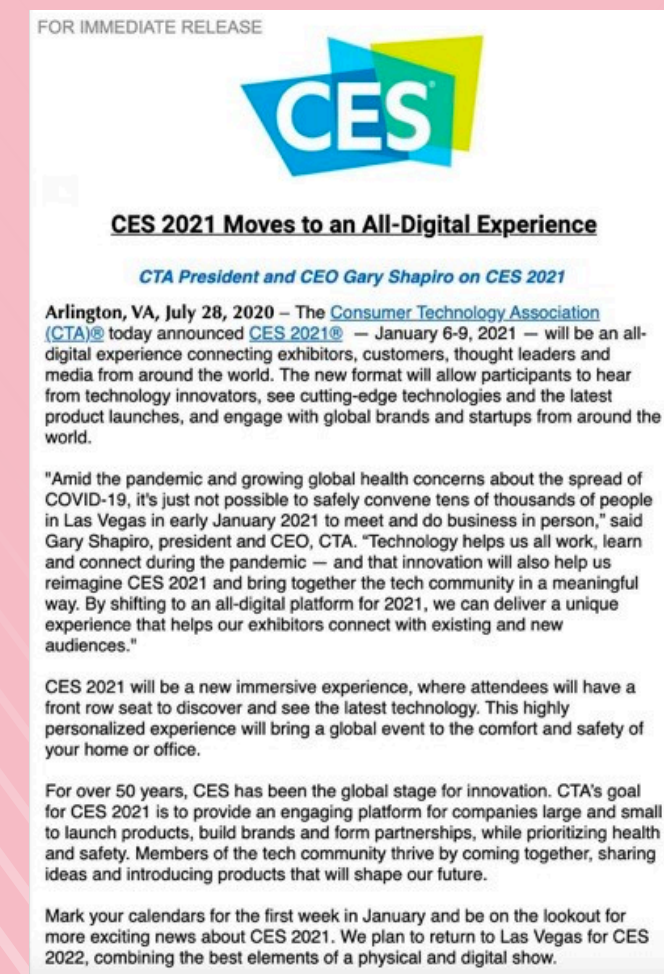 FOR IMMEDIATE RELEASE
CES®
CES 2021 Moves to an All-Digital Experience
CTA President and CEO Gary Shapiro on CES 2021
Arlington, VA, July 28, 2020 – The Consumer Technology Association
(CTA)® today announced CES 2021® — January 6-9, 2021 — will be an all-
digital experience connecting exhibitors, customers, thought leaders and
media from around the world. The new format will allow participants to hear
from technology innovators, see cutting-edge technologies and the latest
product launches, and engage with global brands and startups from around the
world.
"Amid the pandemic and growing global health concerns about the spread of
COVID-19, it's just not possible to safely convene tens of thousands of people
in Las Vegas in early January 2021 to meet and do business in person," said
Gary Shapiro, president and CEO, CTA. "Technology helps us all work, learn
and connect during the pandemic — and that innovation will also help us
reimagine CES 2021 and bring together the tech community in a meaningful
way. By shifting to an all-digital platform for 2021, we can deliver a unique
experience that helps our exhibitors connect with existing and new
audiences."
CES 2021 will be a new immersive experience, where attendees will have a
front row seat to discover and see the latest technology. This highly
personalized experience will bring a global event to the comfort and safety of
your home or office.
For over 50 years, CES has been the global stage for innovation. CTA's goal
for CES 2021 is to provide an engaging platform for companies large and small
to launch products, build brands and form partnerships, while prioritizing health
and safety. Members of the tech community thrive by coming together, sharing
ideas and introducing products that will shape our future.
Mark your calendars for the first week in January and be on the lookout for
more exciting news about CES 2021. We plan to return to Las Vegas for CES
2022, combining the best elements of a physical and digital show.